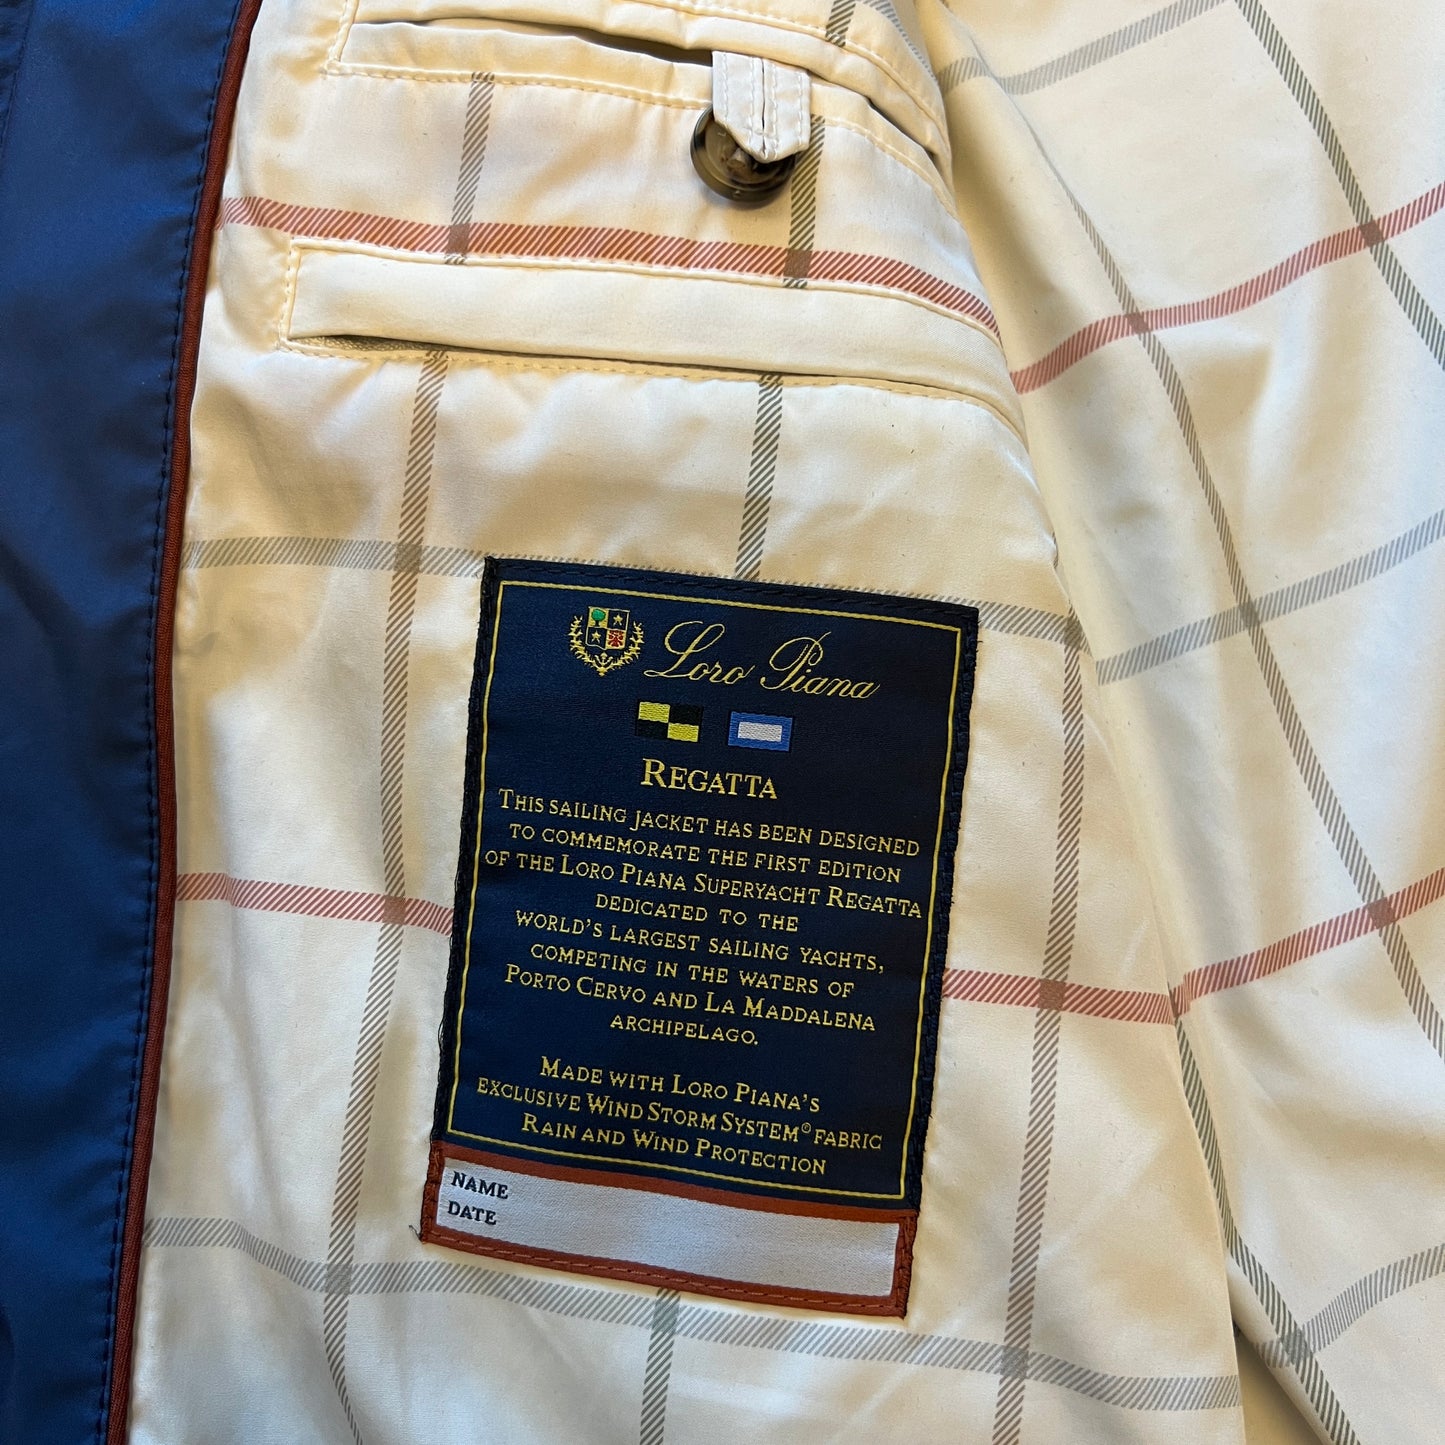 Loro Piana
REGATTA
THIS SAILING JACKET HAS BEEN DESIGNED
TO COMMEMORATE THE FIRST EDITION
OF THE LORO PIANA SUPERYACHT REGATTA
DEDICATED TO THE
WORLD'S LARGEST SAILING YACHTS,
COMPETING IN THE WATERS OF
PORTO CERVO AND LA MADDALENA
ARCHIPELAGO.
MADE WITH LORO PIANA'S
EXCLUSIVE WIND STORM SYSTEM® FABRIC
RAIN AND WIND PROTECTION
NAME
DATE